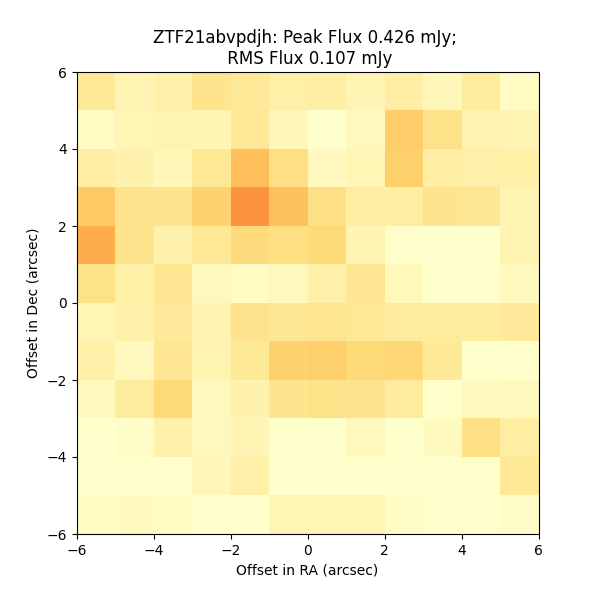 ZTF21abvpdjh: Peak Flux 0.426 mJy;
RMS Flux 0.107 mJy
6
4
2
0
−2
−4
−6
Offset in Dec (arcsec)
−6 −4 −2 0 2 4 6
Offset in RA (arcsec)